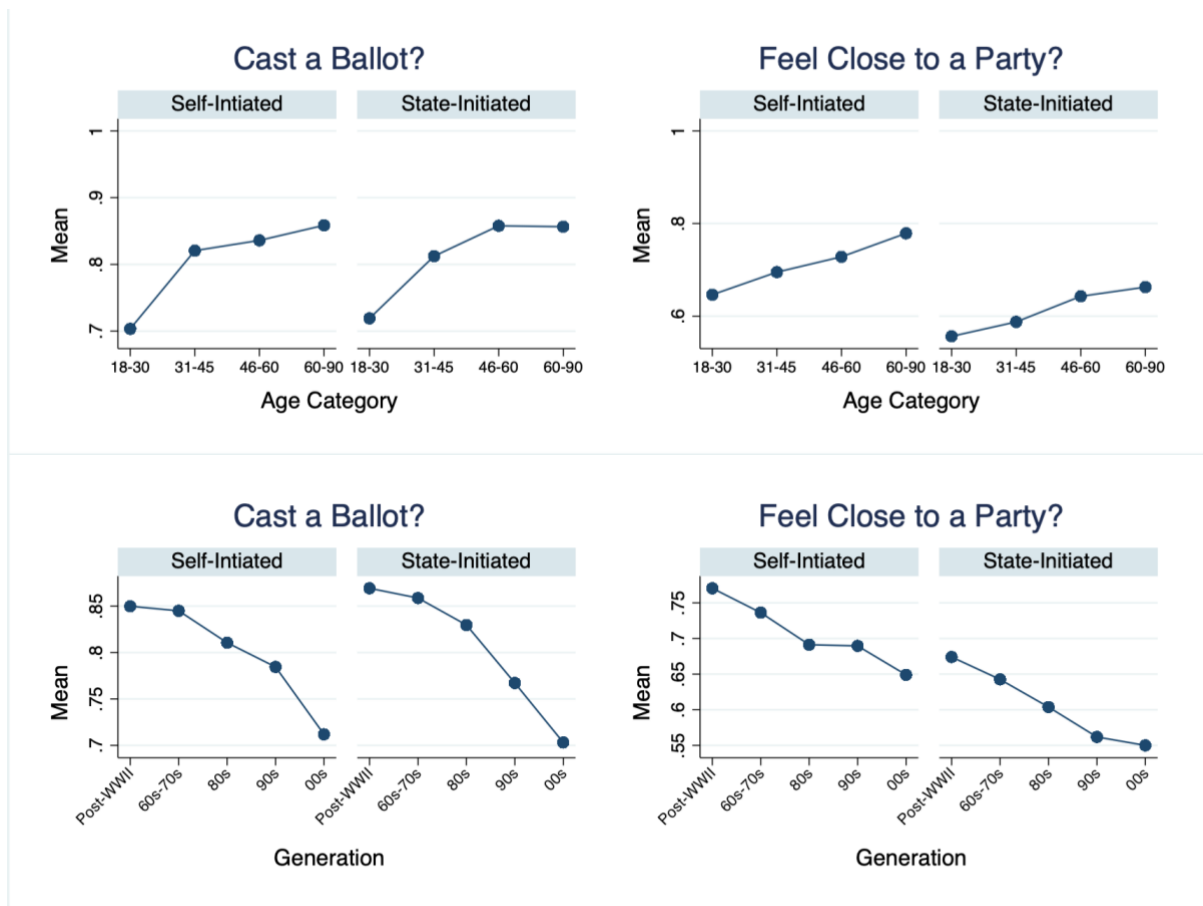 Cast a Ballot?
Self-Intiated
State-Initiated
Mean
1
.9
.8
.7
18-30
31-45
46-60
60-90
18-30
31-45
46-60
60-90
Age Category
Feel Close to a Party?
Self-Intiated
State-Initiated
Mean
1
.8
.6
18-30
31-45
46-60
60-90
18-30
31-45
46-60
60-90
Age Category
Cast a Ballot?
Self-Intiated
State-Initiated
Mean
.85
.8
.75
.7
Post-WWII
60s-70s
80s
90s
00s
Post-WWII
60s-70s
80s
90s
00s
Generation
Feel Close to a Party?
Self-Intiated
State-Initiated
Mean
.75
.7
.65
.6
.55
Post-WWII
60s-70s
80s
90s
00s
Post-WWII
60s-70s
80s
90s
00s
Generation